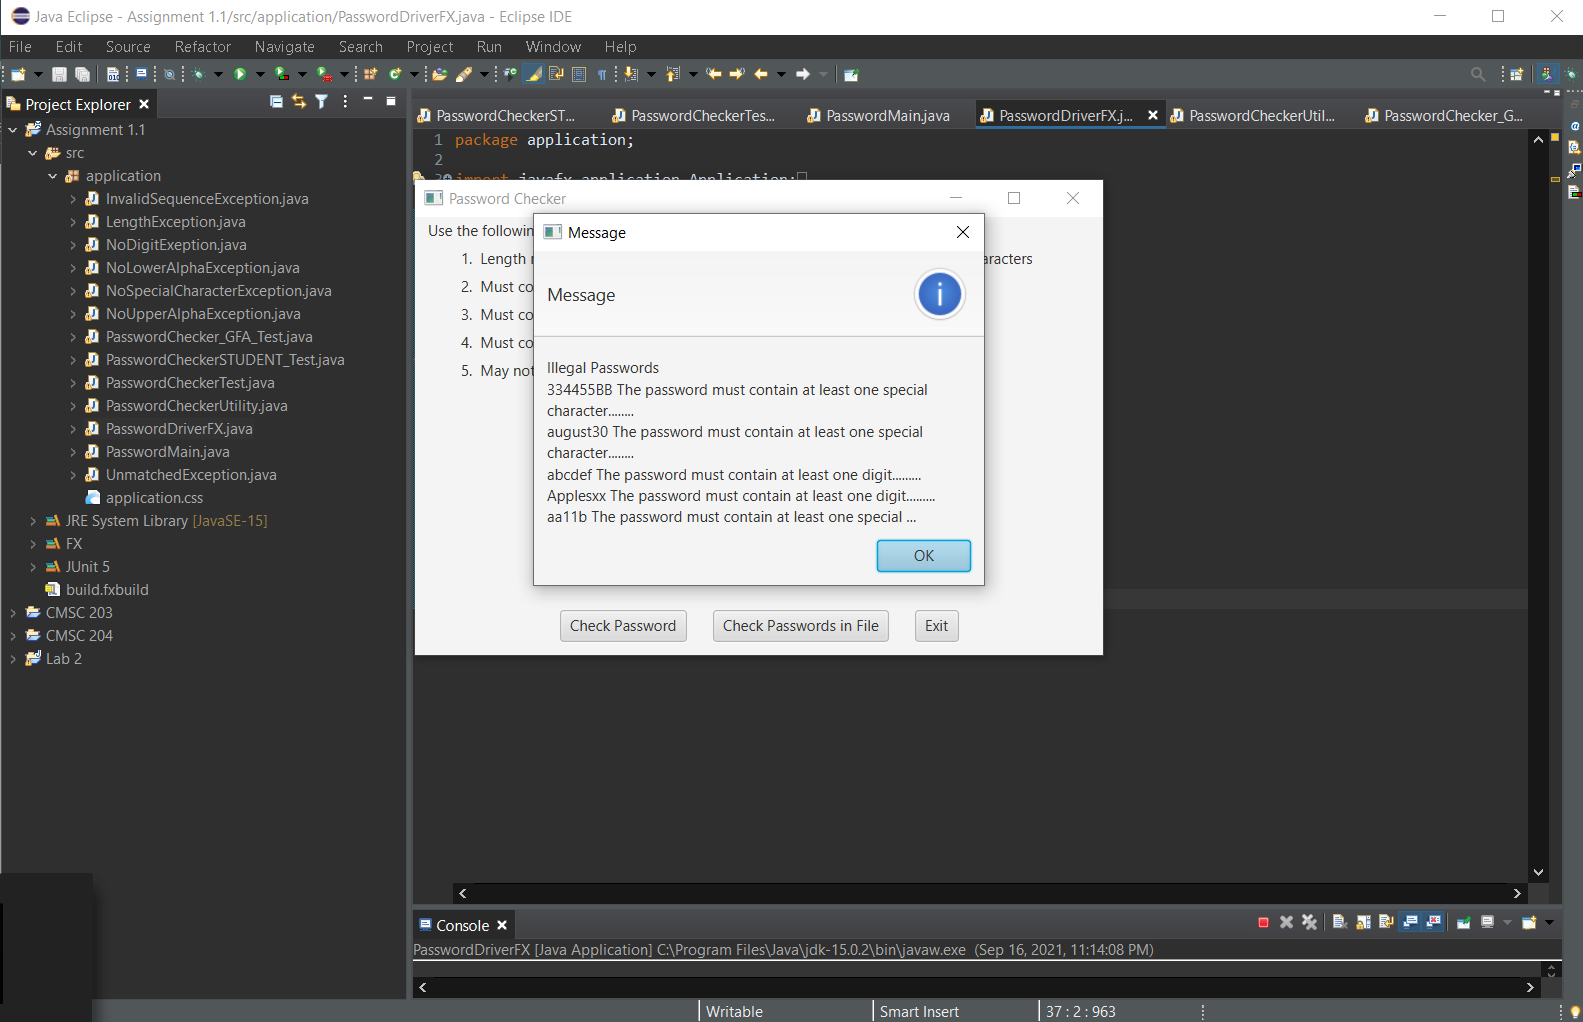 Java Eclipse - Assignment 1.1/src/application/PasswordDriverFX.java - Eclipse IDE
File Edit Source Refactor Navigate Search Project Run Window Help
Project Explorer
Assignment 1.1
src
application
InvalidSequenceException.java
LengthException.java
NoDigitExeption.java
NoLowerAlphaException.java
NoSpecialCharacterException.java
NoUpperAlphaException.java
PasswordChecker_GFA_Test.java
PasswordCheckerSTUDENT_Test.java
PasswordCheckerTest.java
PasswordCheckerUtility.java
PasswordDriverFX.java
PasswordMain.java
UnmatchedException.java
application.css
JRE System Library [JavaSE-15]
FX
JUnit 5
build.fxbuild
CMSC 203
CMSC 204
Lab 2
PasswordCheckerST... PasswordCheckerTes... PasswordMain.java PasswordDriverFX.j... PasswordCheckerUtil... PasswordChecker_G...
1 package application;
2
import javafx.application.Application;
Password Checker
Use the followin
1. Length aracters
2. Must co
3. Must co
4. Must co
5. May not
Message
Message
Illegal Passwords
334455BB The password must contain at least one special
character........
august30 The password must contain at least one special
character........
abcdef The password must contain at least one digit.........
Applesxx The password must contain at least one digit.........
aa11b The password must contain at least one special ...
OK
Check Password Check Passwords in File Exit
Console
PasswordDriverFX [Java Application] C:\Program Files\Java\jdk-15.0.2\bin\javaw.exe (Sep 16, 2021, 11:14:08 PM)
Writable Smart Insert 37 : 2 : 963